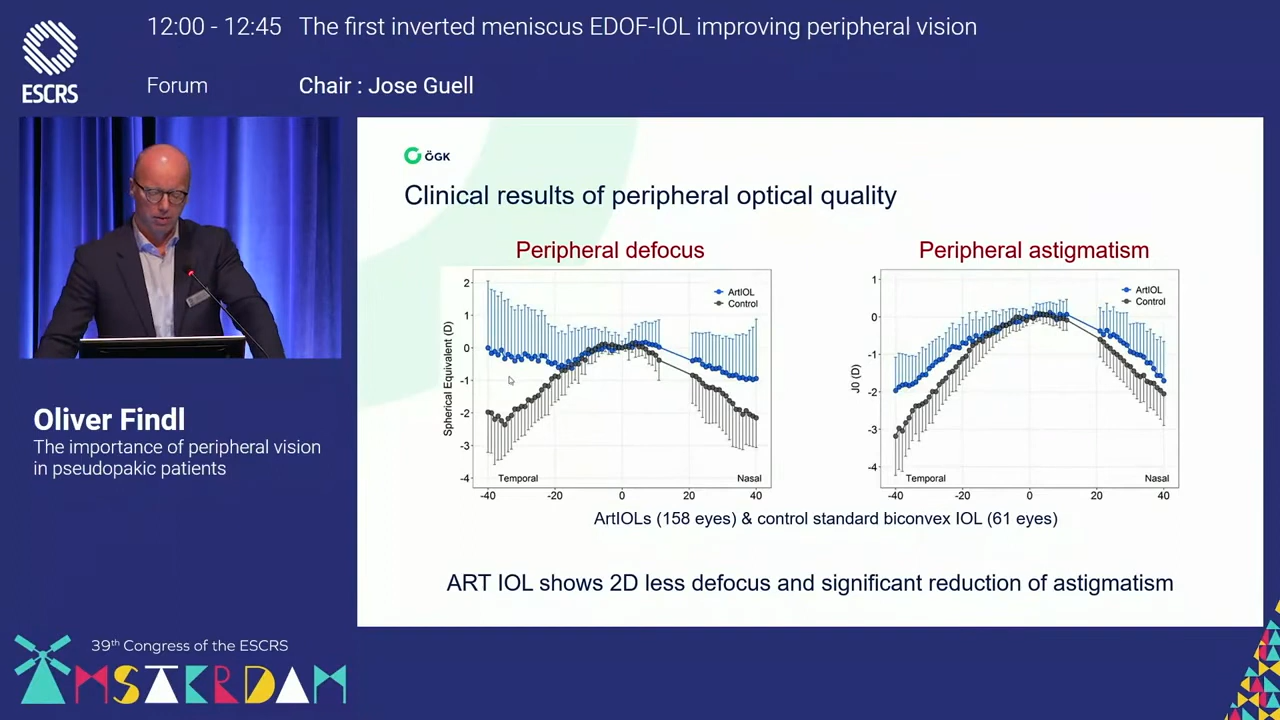 12:00 - 12:45 The first inverted meniscus EDOF-IOL improving peripheral vision
ESCRS
Forum Chair : Jose Guell
ÖGK
Clinical results of peripheral optical quality
Peripheral defocus
Spherical Equivalent (D)
2
1
0
-1
-2
-3
-4
ArtIOL
Control
Temporal Nasal
-40 -20 0 20 40
Peripheral astigmatism
J0 (D)
1
0
-1
-2
-3
-4
ArtIOL
Control
Temporal Nasal
-40 -20 0 20 40
ArtIOLs (158 eyes) & control standard biconvex IOL (61 eyes)
ART IOL shows 2D less defocus and significant reduction of astigmatism
Oliver Findl
The importance of peripheral vision
in pseudopakic patients
39th Congress of the ESCRS
AMSTERDAM